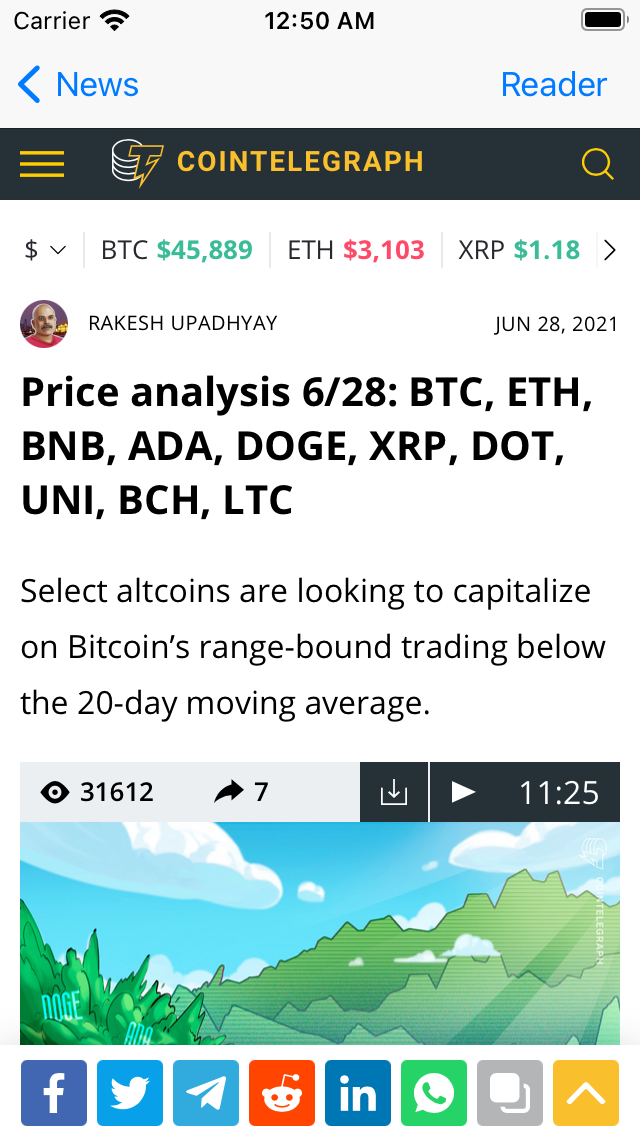 Carrier 12:50 AM
News Reader
COINTELEGRAPH
$ BTC $45,889 ETH $3,103 XRP $1.18
RAKESH UPADHYAY JUN 28, 2021
Price analysis 6/28: BTC, ETH,
BNB, ADA, DOGE, XRP, DOT,
UNI, BCH, LTC
Select altcoins are looking to capitalize
on Bitcoin’s range-bound trading below
the 20-day moving average.
31612 7 11:25
COINTELEGRAPH
DOGE
ADA
f in